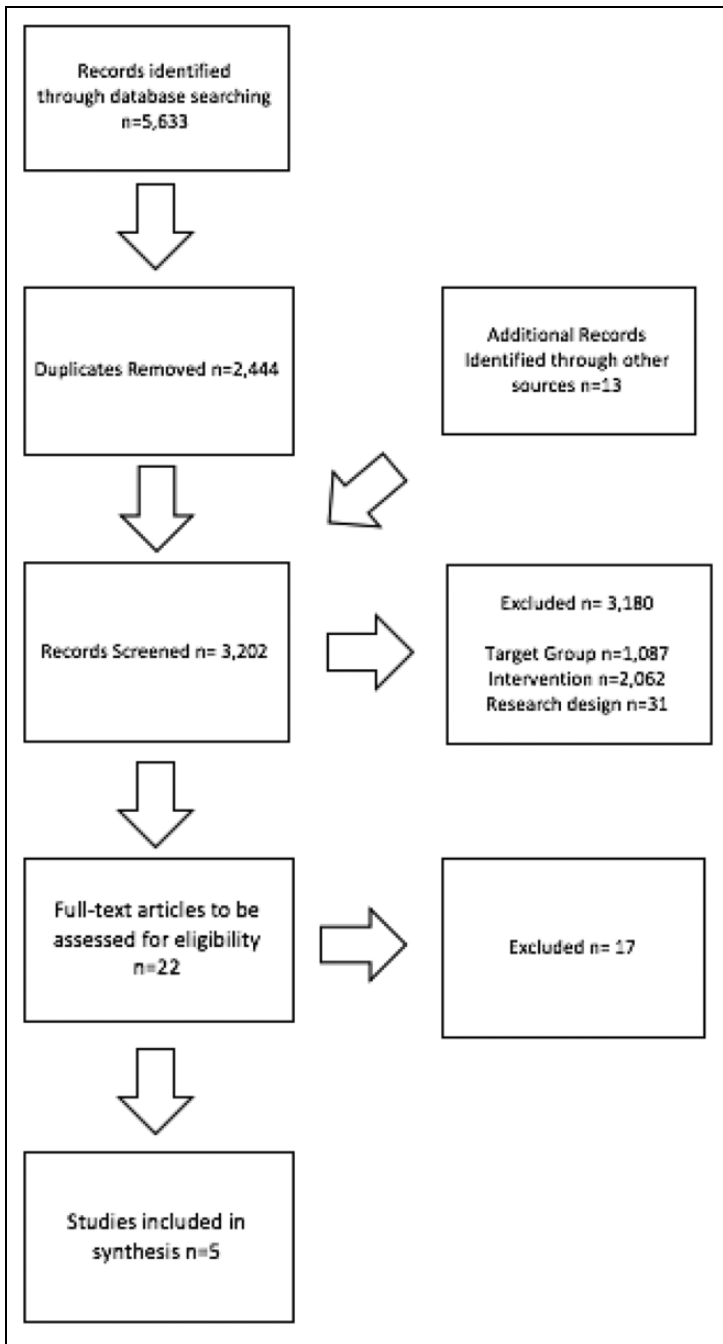 Records identified
through database searching
n=5,633
Duplicates Removed n=2,444
Additional Records
Identified through other
sources n=13
Records Screened n= 3,202
Excluded n= 3,180
Target Group n=1,087
Intervention n=2,062
Research design n=31
Full-text articles to be
assessed for eligibility
n=22
Excluded n= 17
Studies included in
synthesis n=5